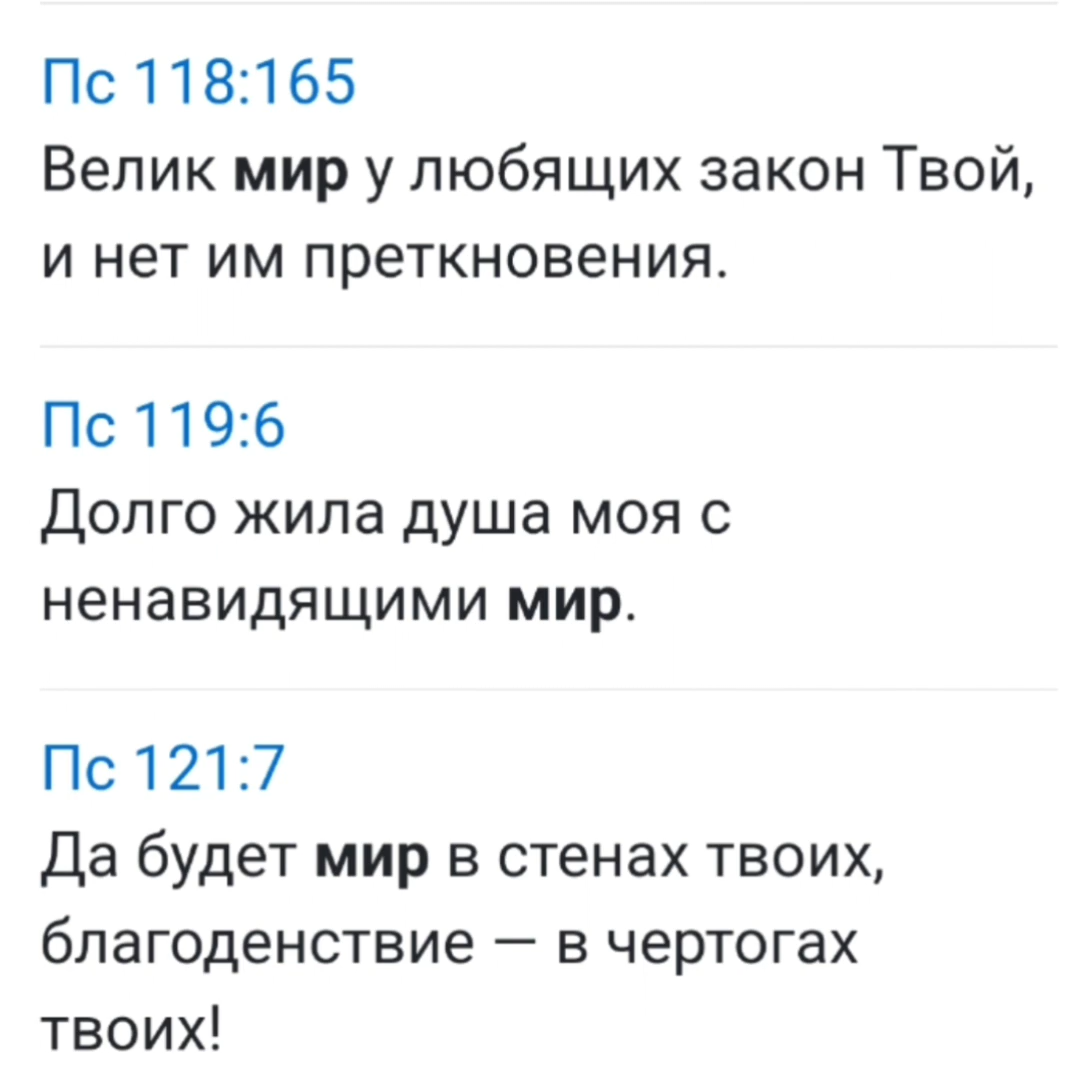 Пс 118:165
Велик мир у любящих закон Твой,
и нет им преткновения.
Пс 119:6
Долго жила душа моя с
ненавидящими мир.
Пс 121:7
Да будет мир в стенах твоих,
благоденствие — в чертогах
твоих!